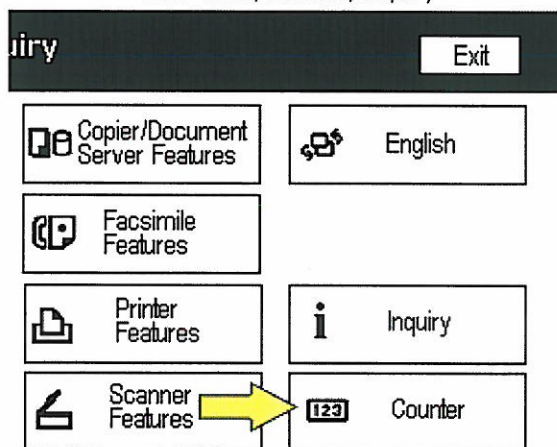 uiry
Exit
Copier/Document
Server Features
English
Facsimile
Features
Printer
Features
i
Inquiry
Scanner
Features
123
Counter